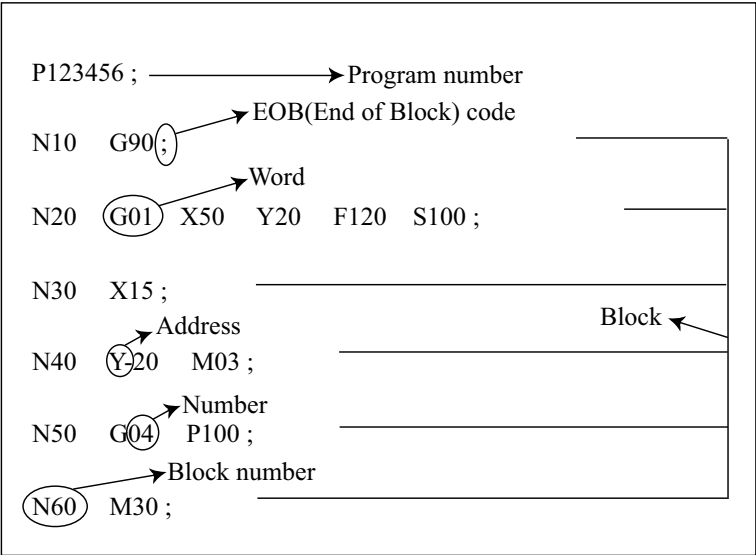 P123456 ; Program number
EOB(End of Block) code
N10 G90 ;
Word
N20 G01 X50 Y20 F120 S100 ;
N30 X15 ;
Block
Address
N40 Y-20 M03 ;
Number
N50 G04 P100 ;
Block number
N60 M30 ;